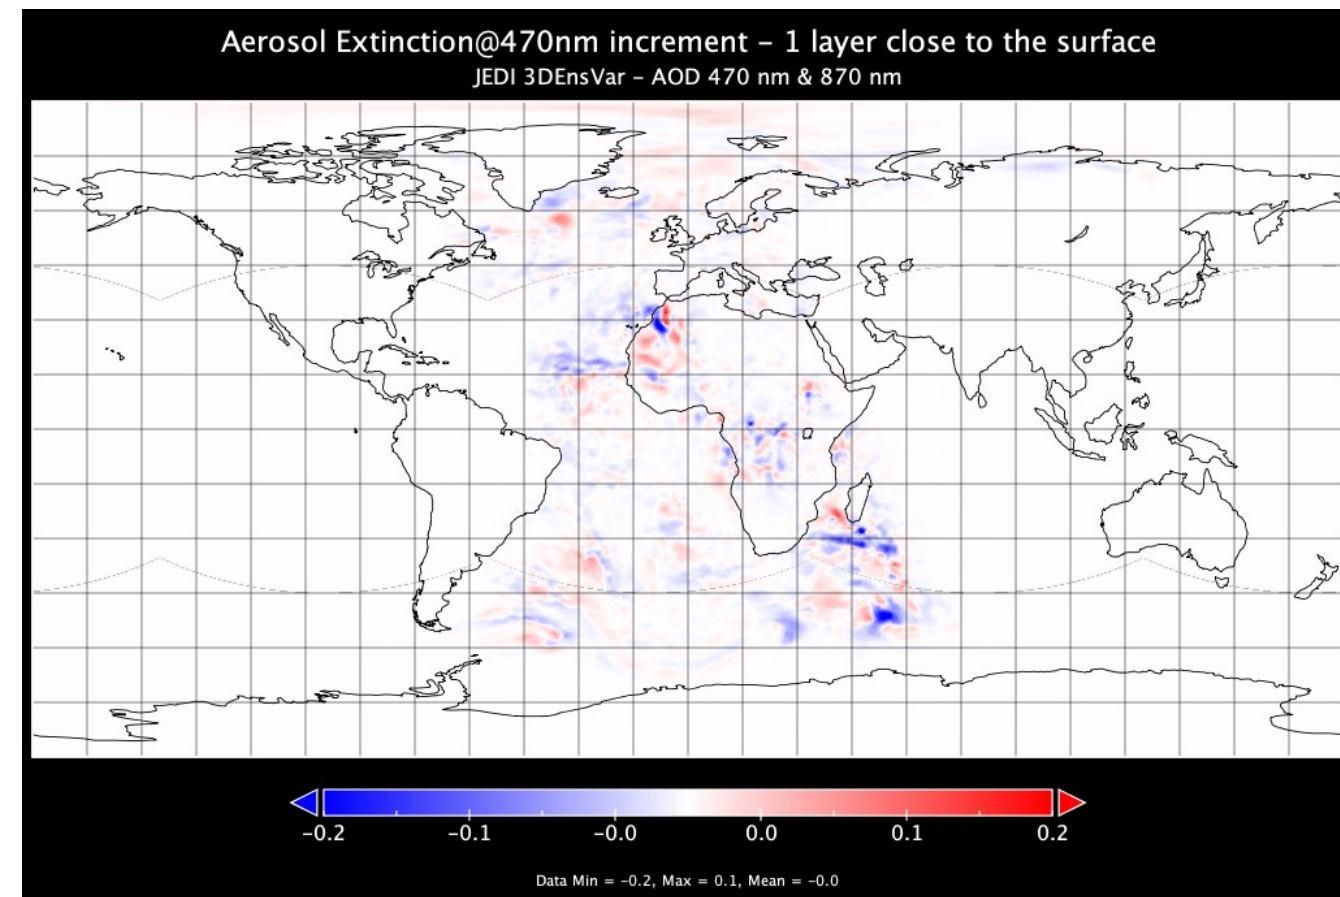 Aerosol Extinction@470nm increment – 1 layer close to the surface
JEDI 3DEnsVar – AOD 470 nm & 870 nm
-0.2 -0.1 -0.0 0.0 0.1 0.2
Data Min = -0.2, Max = 0.1, Mean = -0.0